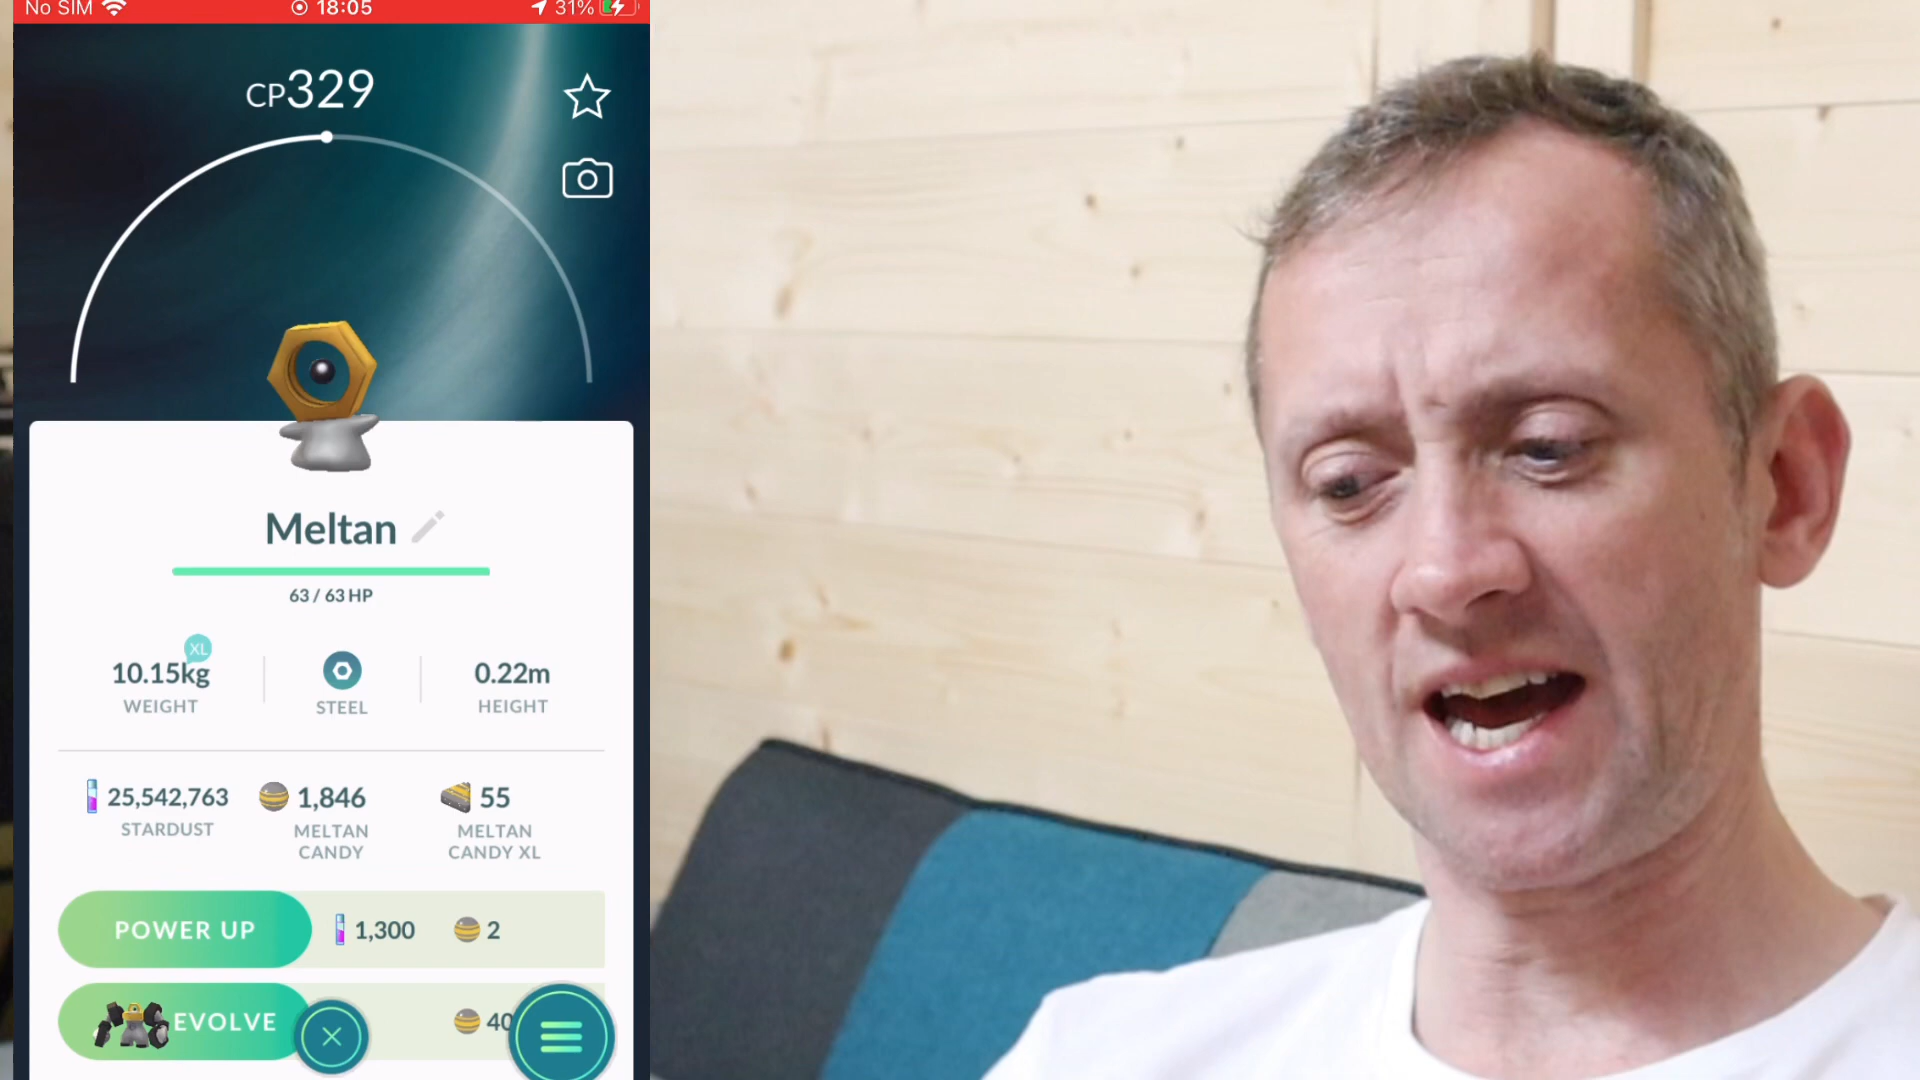 No SIM 18:05 31%
CP329
Meltan
63 / 63 HP
XL
10.15kg 0.22m
WEIGHT STEEL HEIGHT
25,542,763 1,846 55
STARDUST MELTAN CANDY MELTAN CANDY XL
POWER UP 1,300 2
EVOLVE 40